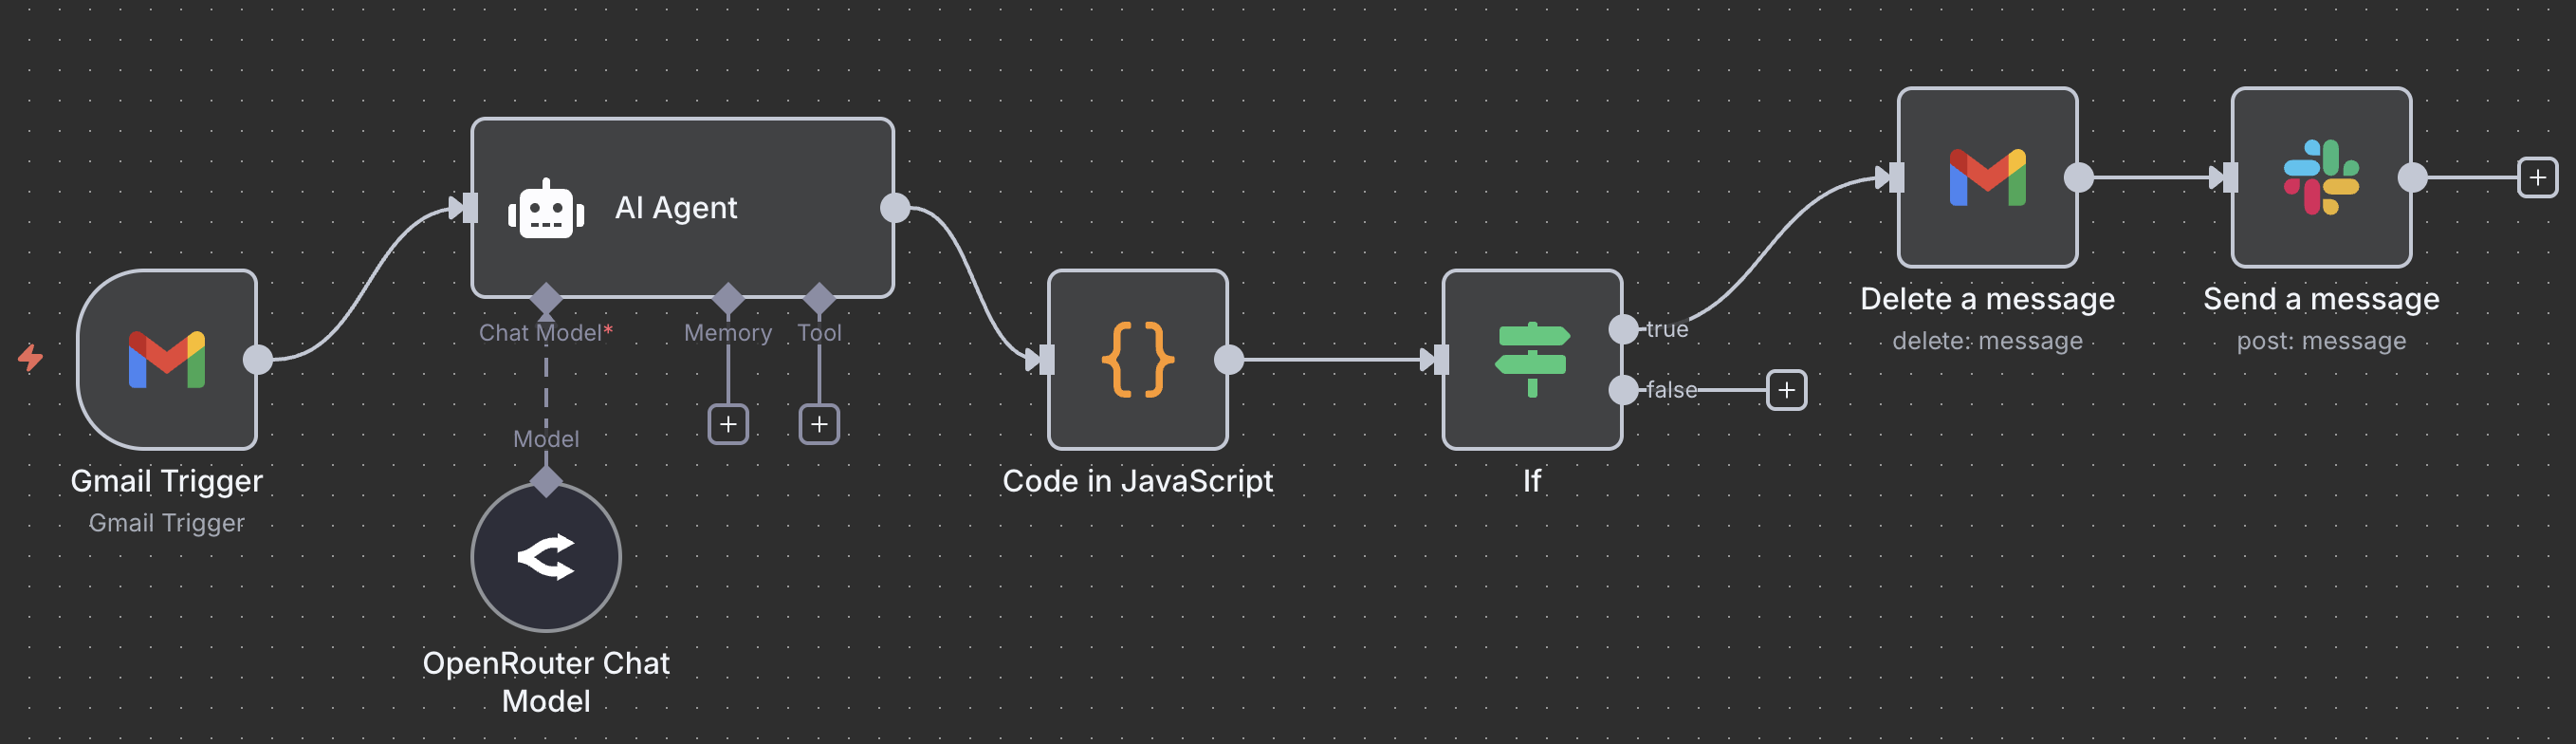 Gmail Trigger
Gmail Trigger
AI Agent
Chat Model*
Memory
Tool
Model
OpenRouter Chat
Model
Code in JavaScript
If
true
false
Delete a message
delete: message
Send a message
post: message